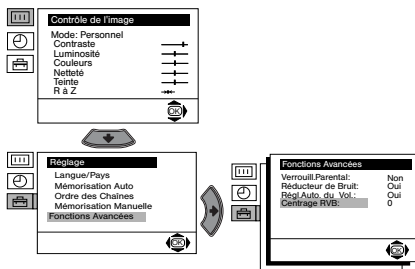 Contrôle de l'image
Mode: Personnel
Contraste
Luminosité
Couleurs
Netteté
Teinte
R à Z
OK
Réglage
Langue/Pays
Mémorisation Auto
Ordre des Chaînes
Mémorisation Manuelle
Fonctions Avancées
OK
Fonctions Avancées
Verrouill.Parental: Non
Réducteur de Bruit: Oui
Régl.Auto. du Vol.: Oui
Centrage RVB: 0
OK